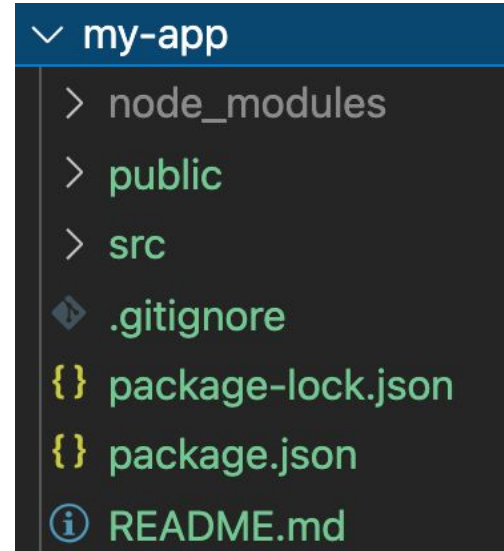 my-app
node_modules
public
src
.gitignore
package-lock.json
package.json
README.md